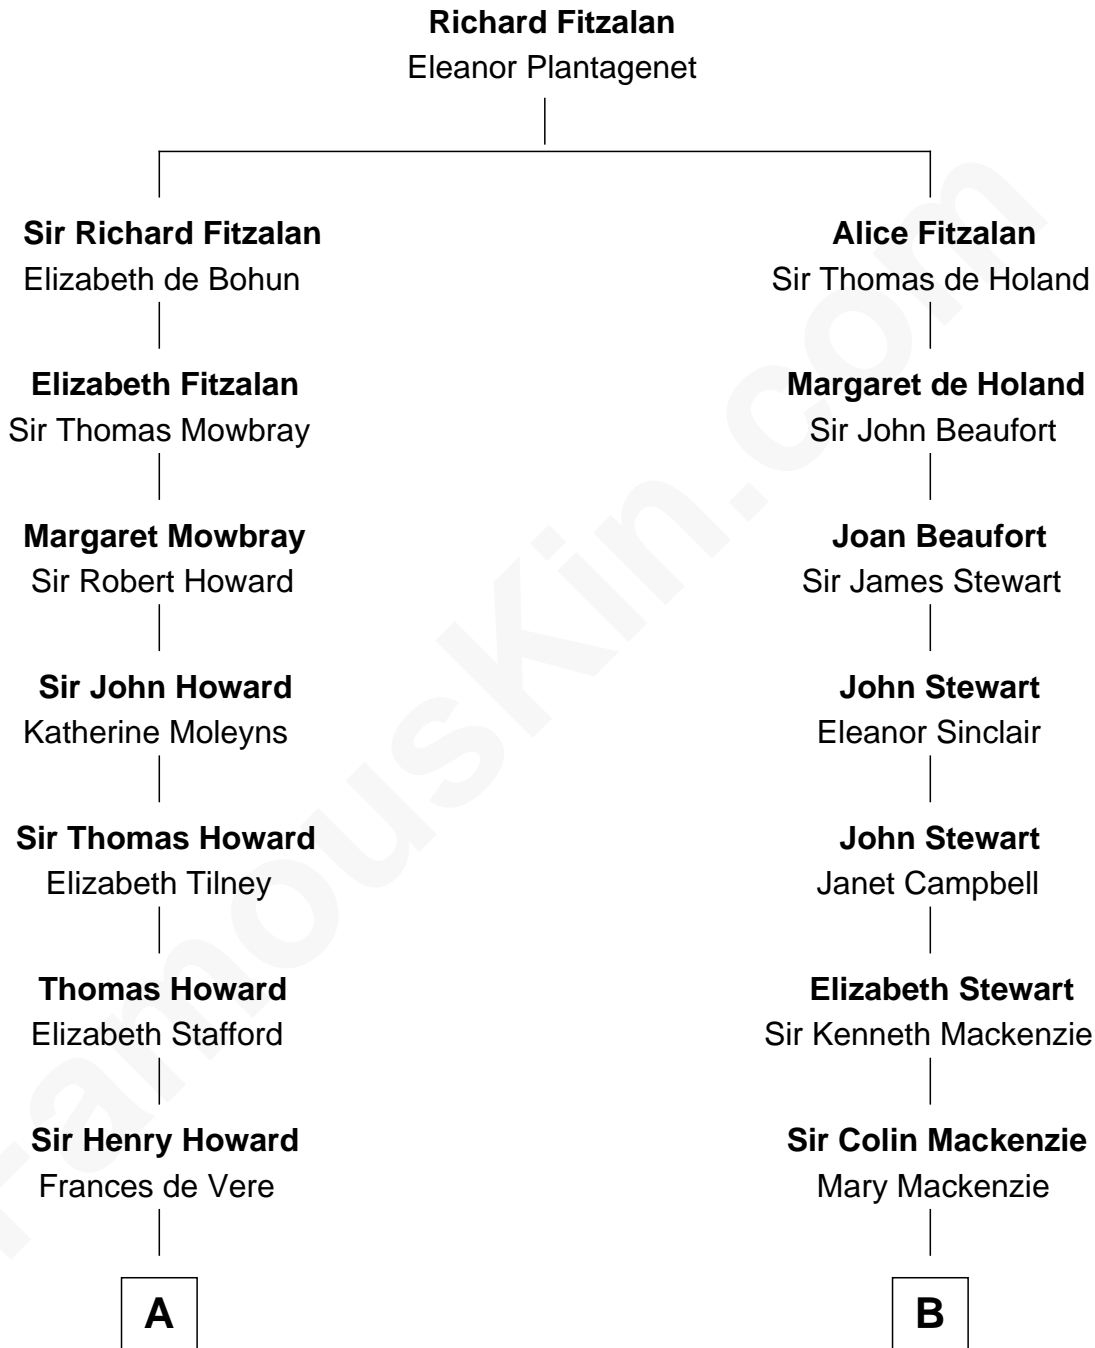 Richard Fitzalan
Eleanor Plantagenet
Sir Richard Fitzalan
Elizabeth de Bohun
Elizabeth Fitzalan
Sir Thomas Mowbray
Margaret Mowbray
Sir Robert Howard
Sir John Howard
Katherine Moleyns
Sir Thomas Howard
Elizabeth Tilney
Thomas Howard
Elizabeth Stafford
Sir Henry Howard
Frances de Vere
A
Alice Fitzalan
Sir Thomas de Holand
Margaret de Holand
Sir John Beaufort
Joan Beaufort
Sir James Stewart
John Stewart
Eleanor Sinclair
John Stewart
Janet Campbell
Elizabeth Stewart
Sir Kenneth Mackenzie
Sir Colin Mackenzie
Mary Mackenzie
B
FamousKin.com